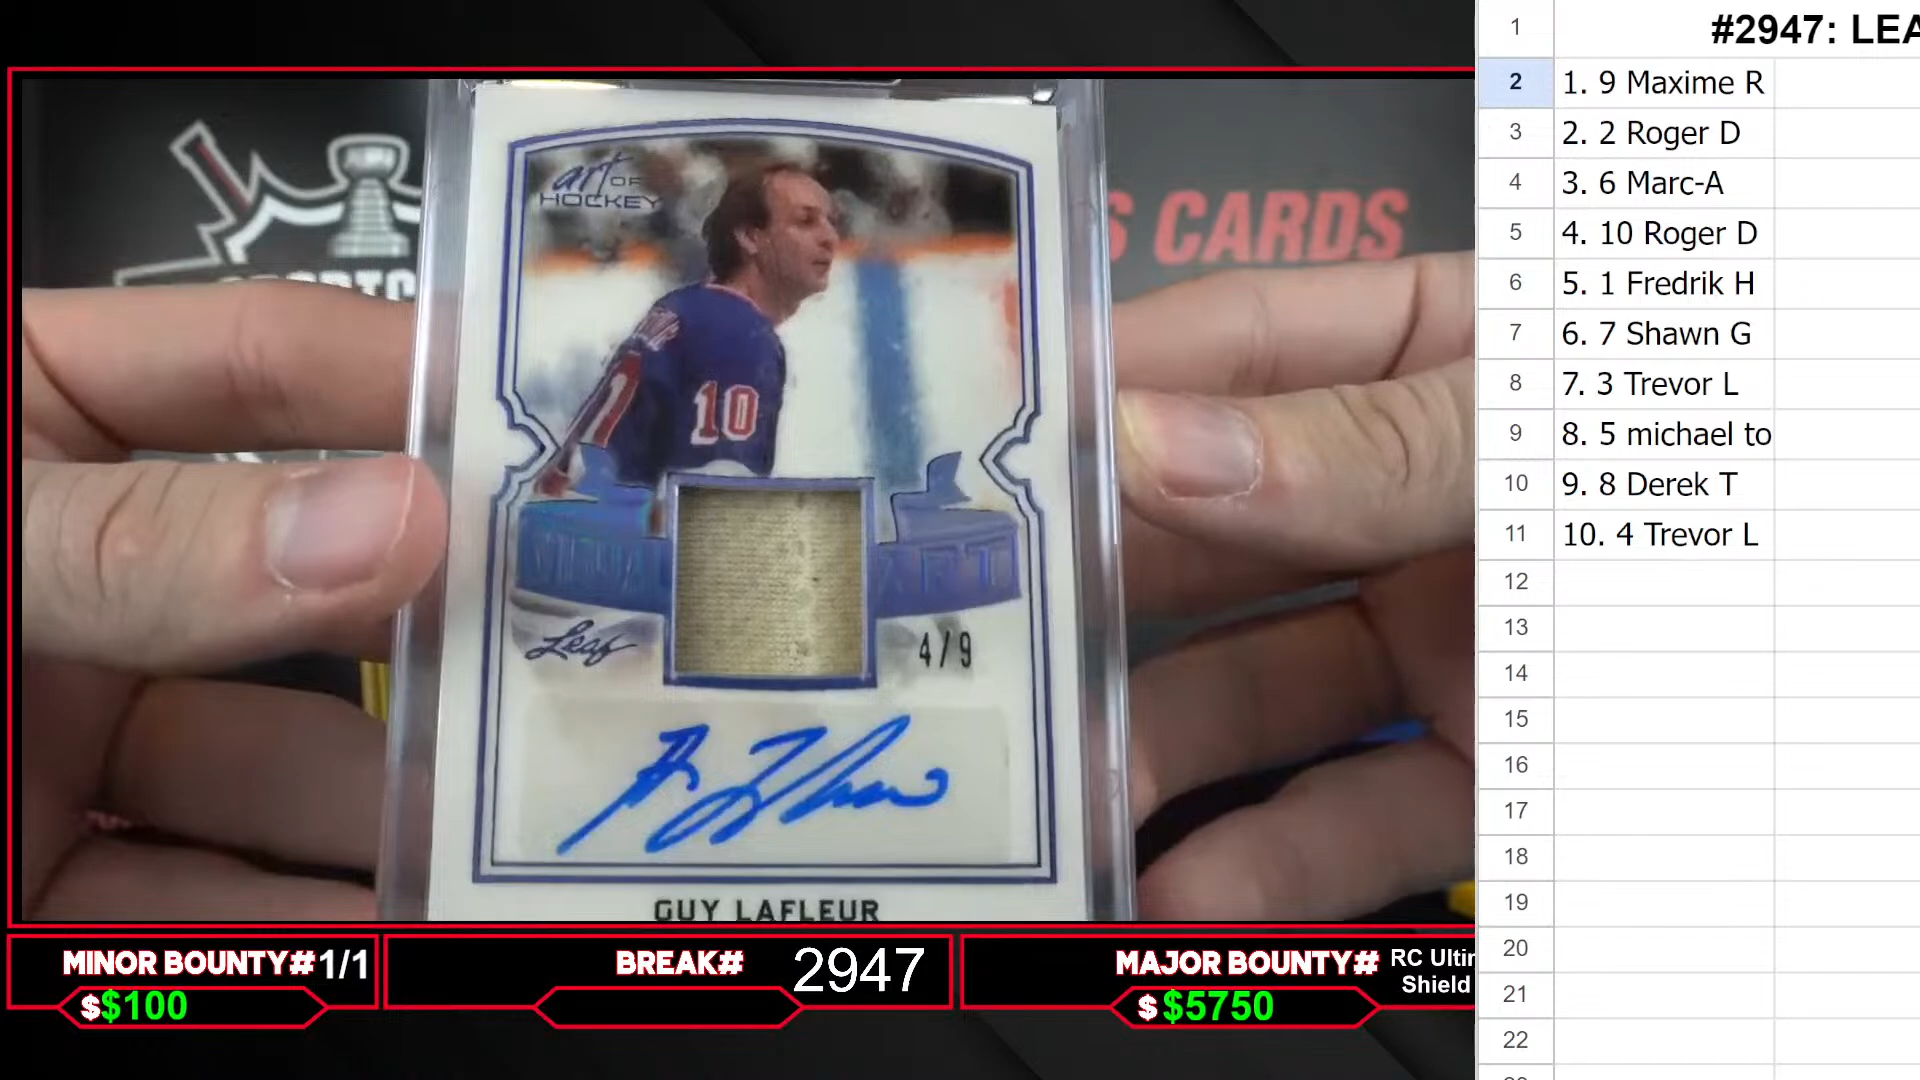 art OF
HOCKEY
10
Leaf
4/9
GUY LAFLEUR
S CARDS
MINOR BOUNTY# 1/1
$$100
BREAK# 2947
MAJOR BOUNTY# RC Ultim
Shield
$ $5750
1 #2947: LEA
2 1. 9 Maxime R
3 2. 2 Roger D
4 3. 6 Marc-A
5 4. 10 Roger D
6 5. 1 Fredrik H
7 6. 7 Shawn G
8 7. 3 Trevor L
9 8. 5 michael to
10 9. 8 Derek T
11 10. 4 Trevor L
12
13
14
15
16
17
18
19
20
21
22